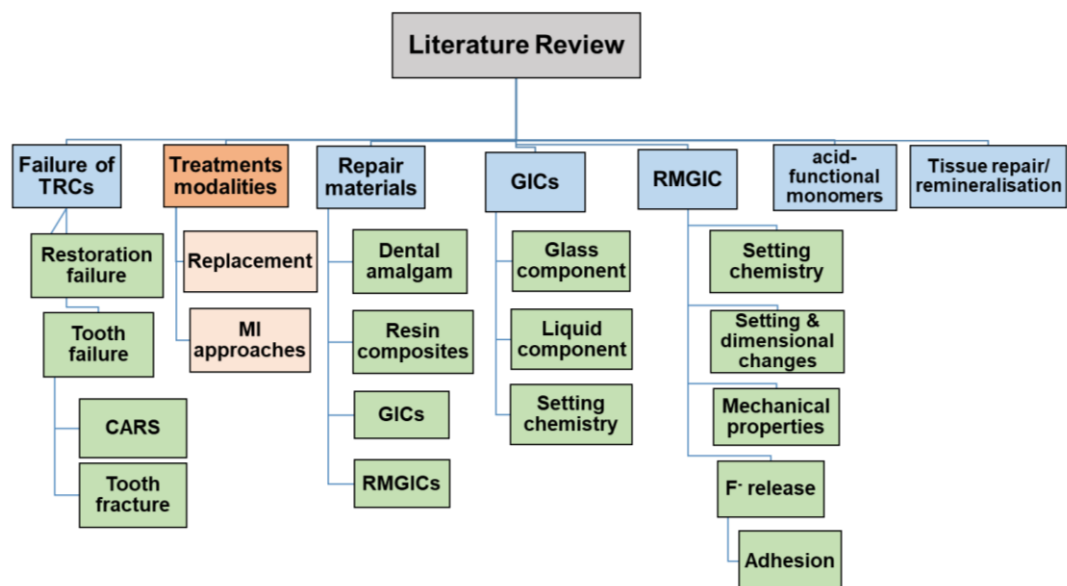 Literature Review
Failure of
TRCs
Treatments
modalities
Repair
materials
GICs
RMGIC
acid-
functional
monomers
Tissue repair/
remineralisation
Restoration
failure
Tooth
failure
CARS
Tooth
fracture
Replacement
MI
approaches
Dental
amalgam
Resin
composites
GICs
RMGICs
Glass
component
Liquid
component
Setting
chemistry
Setting
chemistry
Setting &
dimensional
changes
Mechanical
properties
F- release
Adhesion